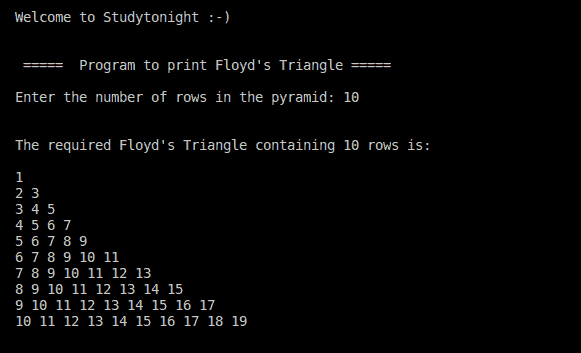 Welcome to Studytonight :-)
===== Program to print Floyd's Triangle =====
Enter the number of rows in the pyramid: 10
The required Floyd's Triangle containing 10 rows is:
1
2 3
3 4 5
4 5 6 7
5 6 7 8 9
6 7 8 9 10 11
7 8 9 10 11 12 13
8 9 10 11 12 13 14 15
9 10 11 12 13 14 15 16 17
10 11 12 13 14 15 16 17 18 19